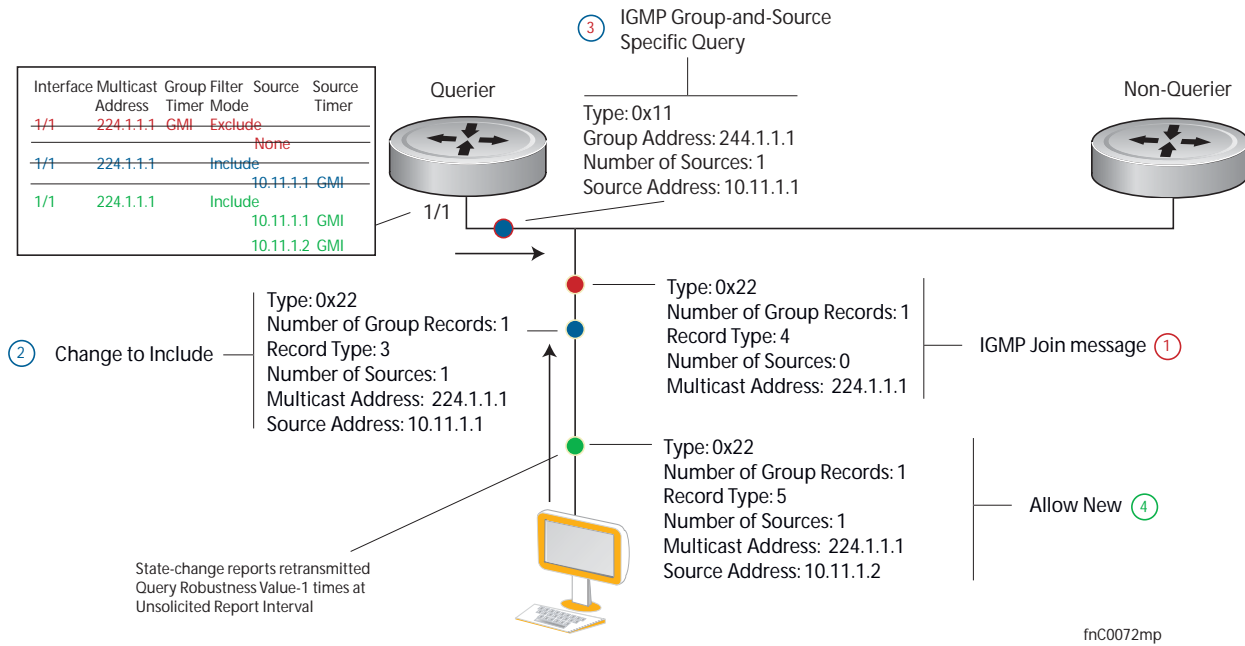 3
IGMP Group-and-Source
Specific Query
Interface Multicast Group Filter Source Source
Address Timer Mode Timer
1/1 224.1.1.1 GMI Exclude
None
1/1 224.1.1.1 Include
10.11.1.1 GMI
1/1 224.1.1.1 Include
10.11.1.1 GMI
10.11.1.2 GMI
Querier
Non-Querier
Type: 0x11
Group Address: 244.1.1.1
Number of Sources: 1
Source Address: 10.11.1.1
1/1
2
Change to Include
Type: 0x22
Number of Group Records: 1
Record Type: 3
Number of Sources: 1
Multicast Address: 224.1.1.1
Source Address: 10.11.1.1
Type: 0x22
Number of Group Records: 1
Record Type: 4
Number of Sources: 0
Multicast Address: 224.1.1.1
IGMP Join message 1
Type: 0x22
Number of Group Records: 1
Record Type: 5
Number of Sources: 1
Multicast Address: 224.1.1.1
Source Address: 10.11.1.2
Allow New 4
State-change reports retransmitted
Query Robustness Value-1 times at
Unsolicited Report Interval
fnC0072mp